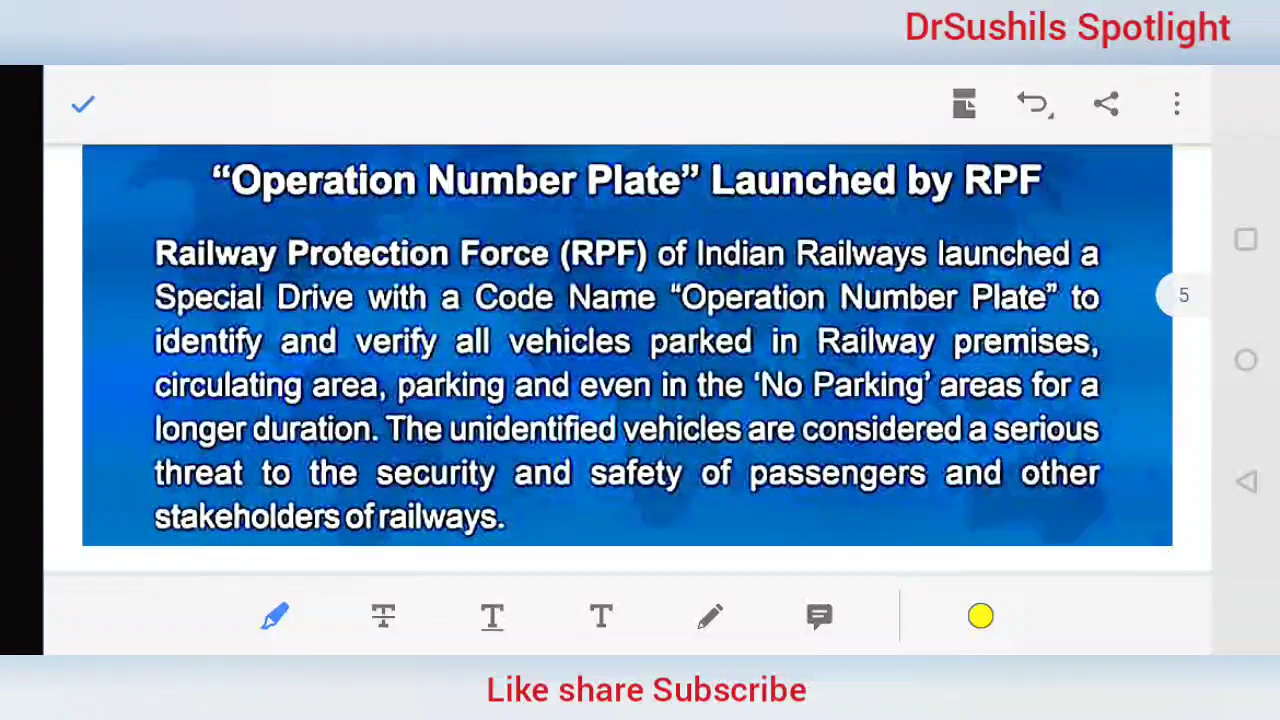 DrSushils Spotlight
“Operation Number Plate” Launched by RPF
Railway Protection Force (RPF) of Indian Railways launched a
Special Drive with a Code Name “Operation Number Plate” to
identify and verify all vehicles parked in Railway premises,
circulating area, parking and even in the ‘No Parking’ areas for a
longer duration. The unidentified vehicles are considered a serious
threat to the security and safety of passengers and other
stakeholders of railways.
5
Like share Subscribe